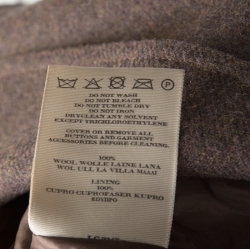 P
DO NOT WASH
DO NOT BLEACH
DO NOT TUMBLE DRY
DO NOT IRON
DRYCLEAN ANY SOLVENT
EXCEPT TRICHLOROETHYLENE
COVER OR REMOVE ALL
BUTTONS AND GARMENT
ACCESSORIES BEFORE CLEANING
100%
WOOL WOLLE LAINE LANA
WOL ULL LA VILLA MAALI
LINING
100%
CUPRO CUPROFASER KUPRO